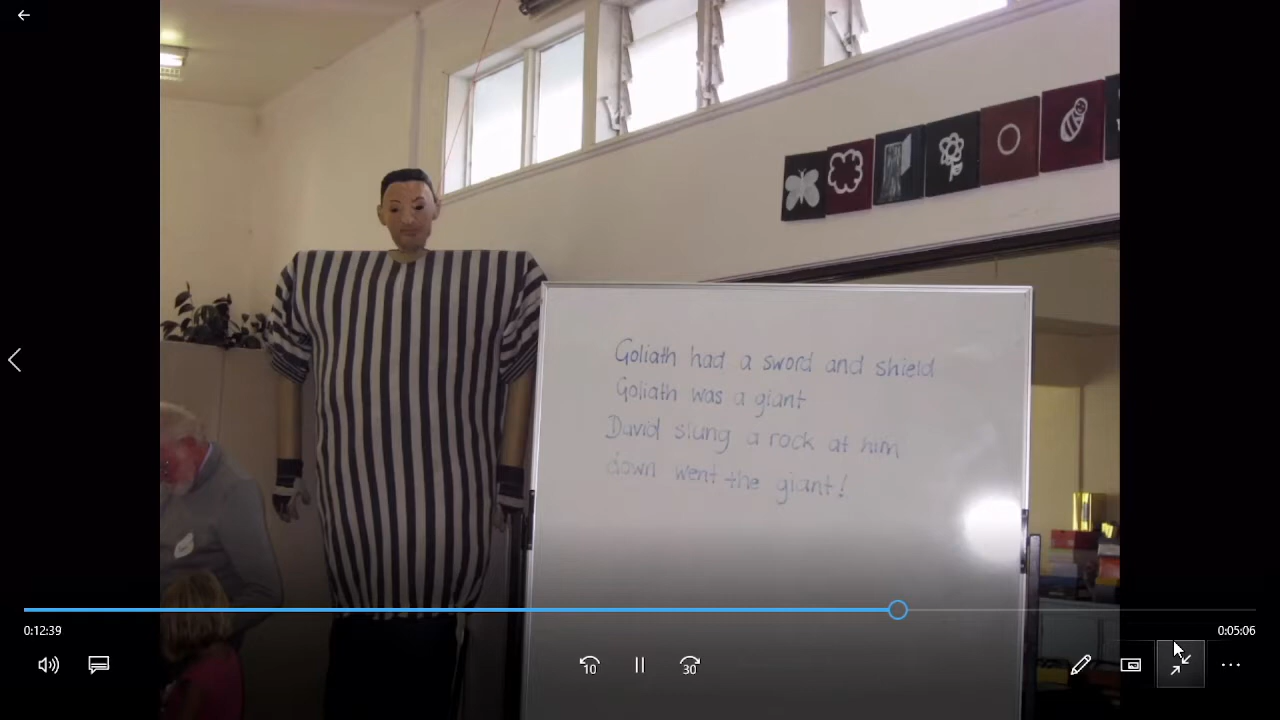 Goliath had a sword and shield
Goliath was a giant
David slung a rock at him
down went the giant!
0:12:39
0:05:06
10
30